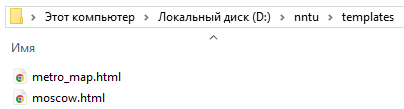 Этот компьютер > Локальный диск (D:) > nntu > templates
Имя
metro_map.html
moscow.html